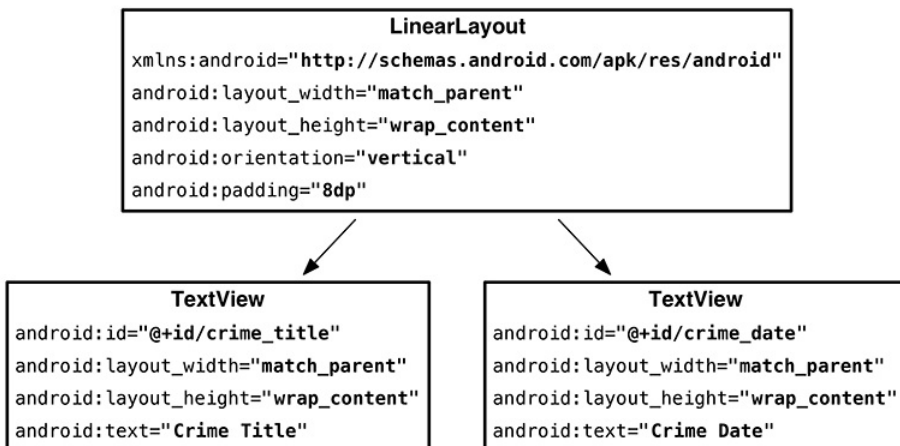 LinearLayout
xmlns:android="http://schemas.android.com/apk/res/android"
android:layout_width="match_parent"
android:layout_height="wrap_content"
android:orientation="vertical"
android:padding="8dp"
TextView
android:id="@+id/crime_title"
android:layout_width="match_parent"
android:layout_height="wrap_content"
android:text="Crime Title"
TextView
android:id="@+id/crime_date"
android:layout_width="match_parent"
android:layout_height="wrap_content"
android:text="Crime Date"